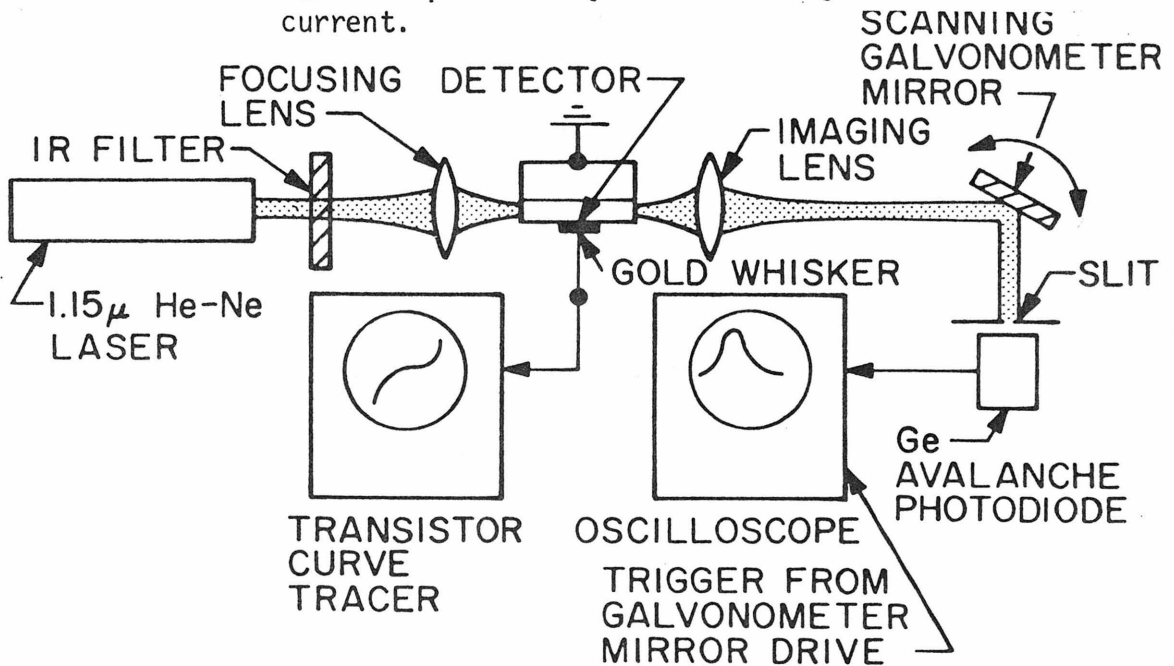 current.
SCANNING
GALVONOMETER
MIRROR
FOCUSING
LENS
DETECTOR
IMAGING
LENS
IR FILTER
GOLD WHISKER
SLIT
1.15μ He-Ne
LASER
Ge
AVALANCHE
PHOTODIODE
TRANSISTOR
CURVE
TRACER
OSCILLOSCOPE
TRIGGER FROM
GALVONOMETER
MIRROR DRIVE